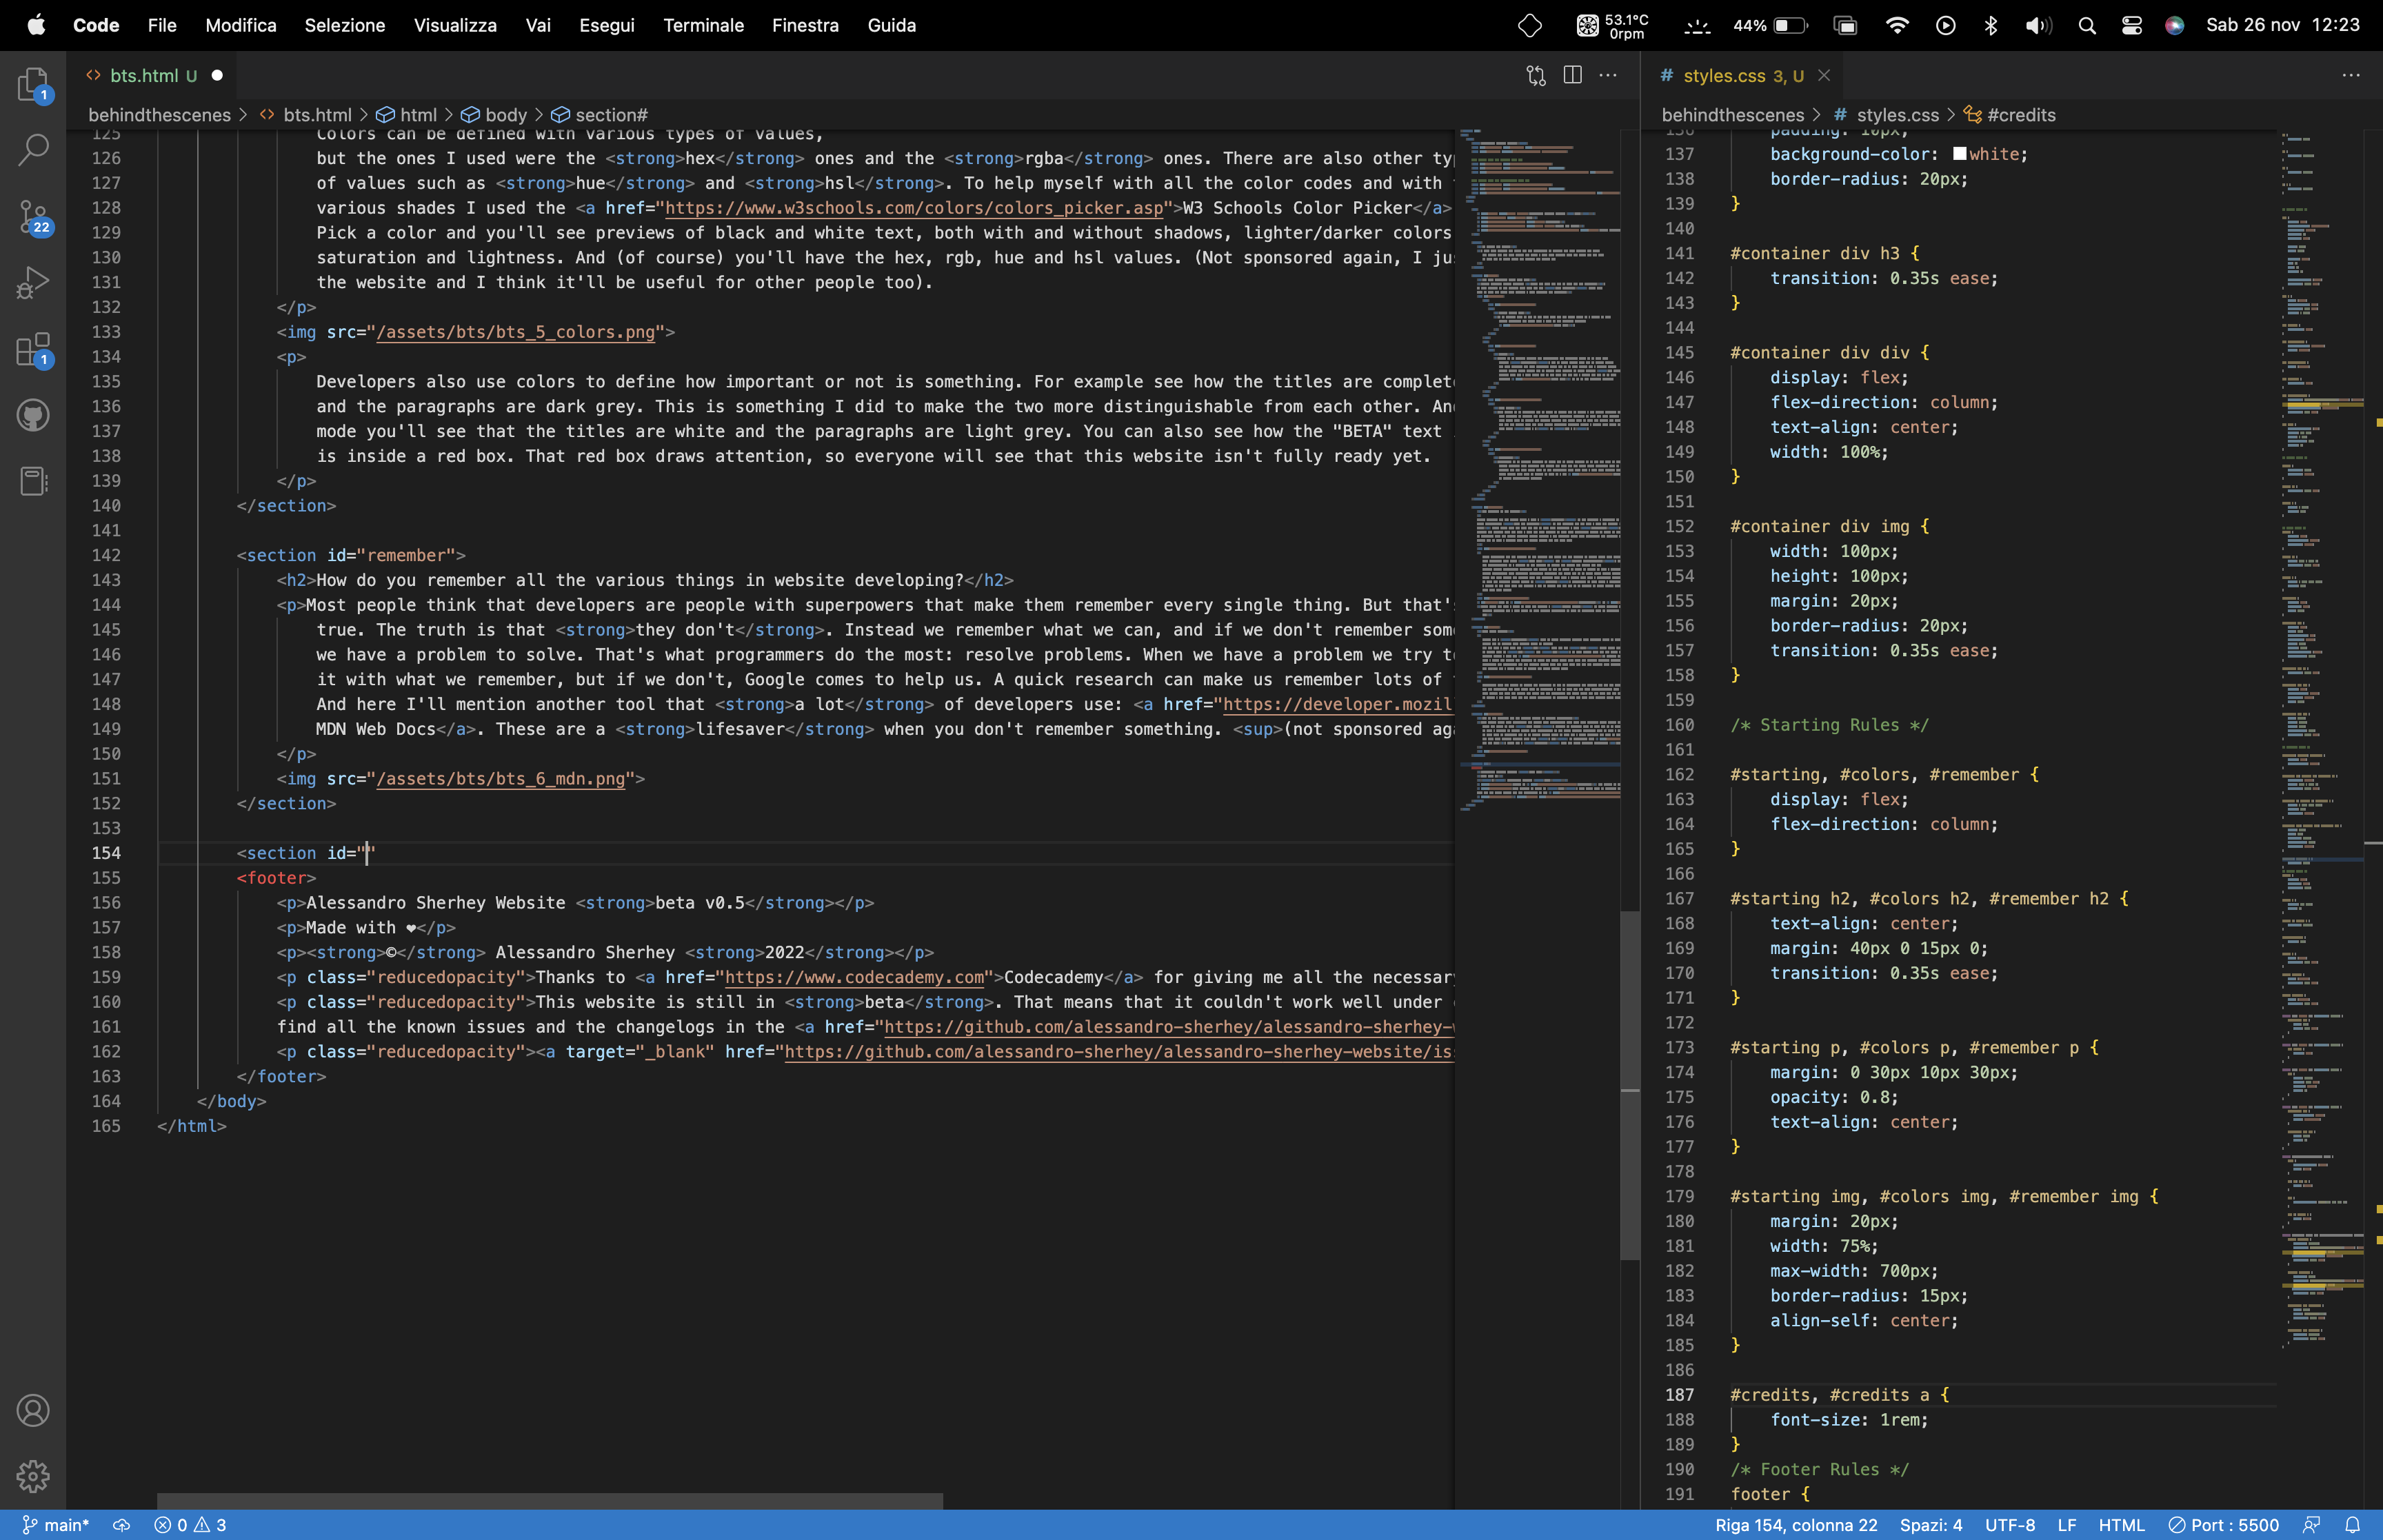 Code File Modifica Selezione Visualizza Vai Esegui Terminale Finestra Guida 53.1°C 0rpm 44% Sab 26 nov 12:23
bts.html U
behindthescenes > bts.html > html > body > section#
125 Colors can be defined with various types of values,
126 but the ones I used were the <strong>hex</strong> ones and the <strong>rgba</strong> ones. There are also other
127 of values such as <strong>hue</strong> and <strong>hsl</strong>. To help myself with all the color codes and with
128 various shades I used the <a href="https://www.w3schools.com/colors/colors_picker.asp">W3 Schools Color Picker</a>
129 Pick a color and you'll see previews of black and white text, both with and without shadows, lighter/darker colors
130 saturation and lightness. And (of course) you'll have the hex, rgb, hue and hsl values. (Not sponsored again, I
131 the website and I think it'll be useful for other people too).
132 </p>
133 <img src="/assets/bts/bts_5_colors.png">
134 <p>
135 Developers also use colors to define how important or not is something. For example see how the titles are
136 and the paragraphs are dark grey. This is something I did to make the two more distinguishable from each other.
137 mode you'll see that the titles are white and the paragraphs are light grey. You can also see how the "BETA" text
138 is inside a red box. That red box draws attention, so everyone will see that this website isn't fully ready yet.
139 </p>
140 </section>
141
142 <section id="remember">
143 <h2>How do you remember all the various things in website developing?</h2>
144 <p>Most people think that developers are people with superpowers that make them remember every single thing. But that's
145 true. The truth is that <strong>they don't</strong>. Instead we remember what we can, and if we don't remember
146 we have a problem to solve. That's what programmers do the most: resolve problems. When we have a problem we try
147 it with what we remember, but if we don't, Google comes to help us. A quick research can make us remember lots of
148 And here I'll mention another tool that <strong>a lot</strong> of developers use: <a href="https://developer.mozil
149 MDN Web Docs</a>. These are a <strong>lifesaver</strong> when you don't remember something. <sup>(not sponsored
150 </p>
151 <img src="/assets/bts/bts_6_mdn.png">
152 </section>
153
154 <section id=""
155 <footer>
156 <p>Alessandro Sherhey Website <strong>beta v0.5</strong></p>
157 <p>Made with ❤</p>
158 <p><strong>©</strong> Alessandro Sherhey <strong>2022</strong></p>
159 <p class="reducedopacity">Thanks to <a href="https://www.codecademy.com">Codecademy</a> for giving me all the necessary
160 <p class="reducedopacity">This website is still in <strong>beta</strong>. That means that it couldn't work well under
161 find all the known issues and the changelogs in the <a href="https://github.com/alessandro-sherhey/alessandro-sherhey-
162 <p class="reducedopacity"><a target="_blank" href="https://github.com/alessandro-sherhey/alessandro-sherhey-website/iss
163 </footer>
164 </body>
165 </html>
styles.css 3, U
behindthescenes > styles.css > #credits
136 padding: 10px;
137 background-color: white;
138 border-radius: 20px;
139 }
140
141 #container div h3 {
142 transition: 0.35s ease;
143 }
144
145 #container div div {
146 display: flex;
147 flex-direction: column;
148 text-align: center;
149 width: 100%;
150 }
151
152 #container div img {
153 width: 100px;
154 height: 100px;
155 margin: 20px;
156 border-radius: 20px;
157 transition: 0.35s ease;
158 }
159
160 /* Starting Rules */
161
162 #starting, #colors, #remember {
163 display: flex;
164 flex-direction: column;
165 }
166
167 #starting h2, #colors h2, #remember h2 {
168 text-align: center;
169 margin: 40px 0 15px 0;
170 transition: 0.35s ease;
171 }
172
173 #starting p, #colors p, #remember p {
174 margin: 0 30px 10px 30px;
175 opacity: 0.8;
176 text-align: center;
177 }
178
179 #starting img, #colors img, #remember img {
180 margin: 20px;
181 width: 75%;
182 max-width: 700px;
183 border-radius: 15px;
184 align-self: center;
185 }
186
187 #credits, #credits a {
188 font-size: 1rem;
189 }
190 /* Footer Rules */
191 footer {
1
22
1
main* 0 3 Riga 154, colonna 22 Spazi: 4 UTF-8 LF HTML Port : 5500